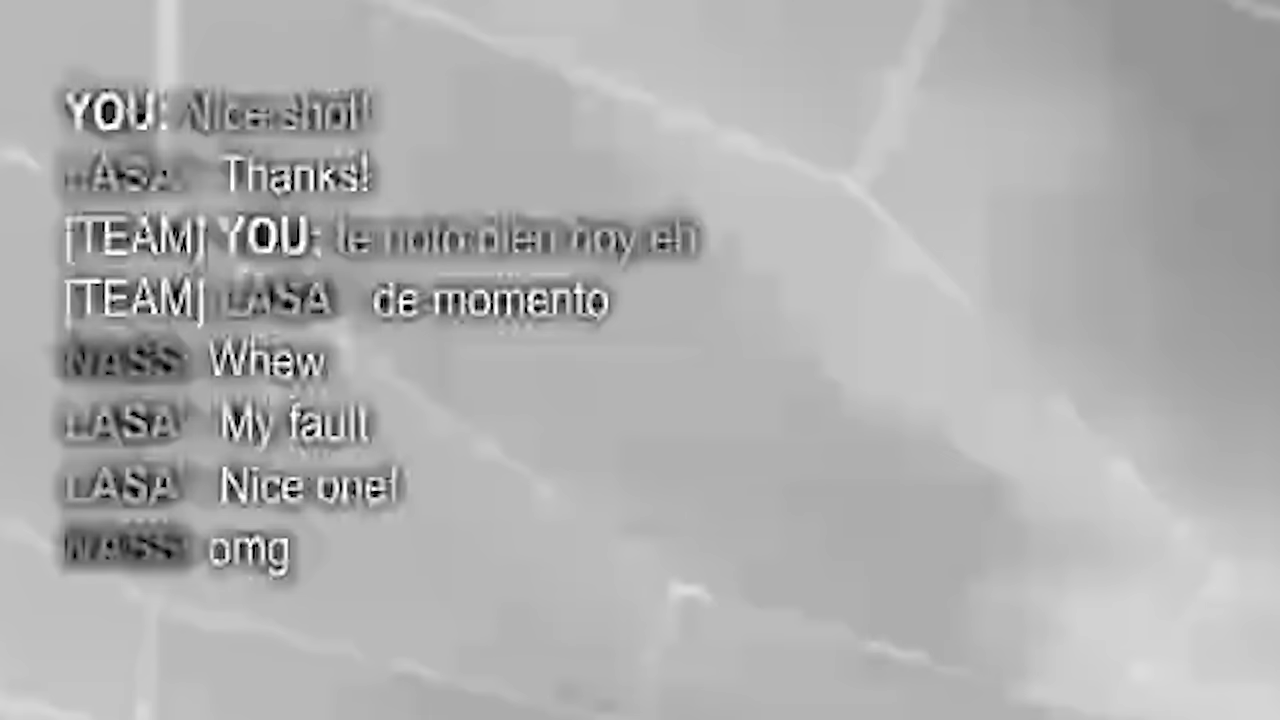 YOU: Nice shot!
LASA Thanks!
[TEAM] YOU: te noto bien hoy eh
[TEAM] LASA de momento
NASS: Whew
LASA My fault
LASA Nice one!
NASS: omg